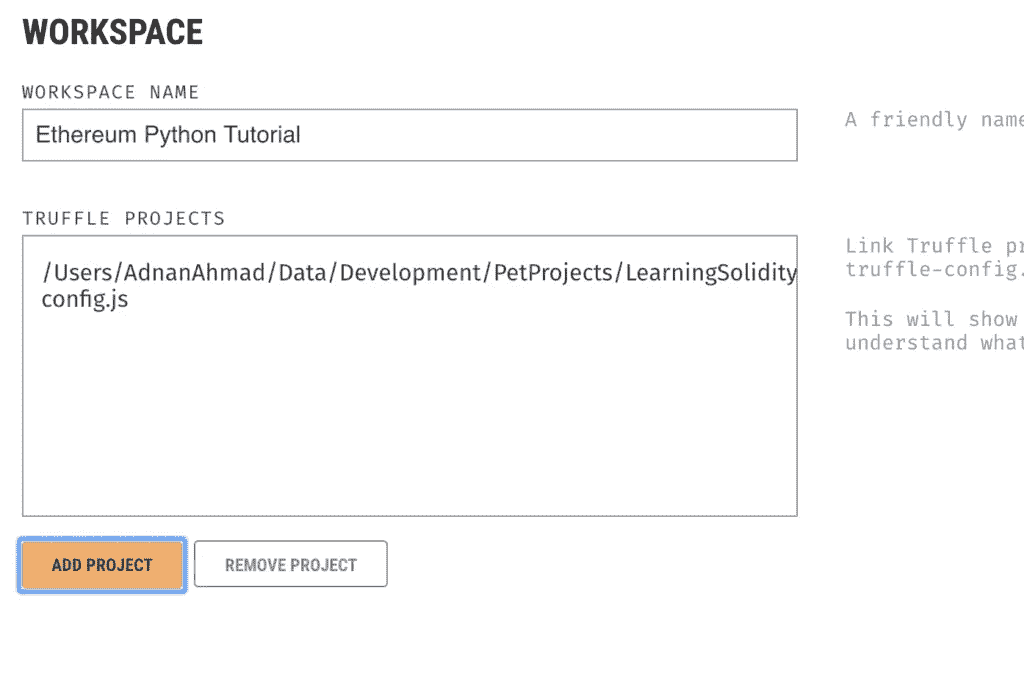 WORKSPACE
WORKSPACE NAME
Ethereum Python Tutorial
A friendly name
TRUFFLE PROJECTS
/Users/AdnanAhmad/Data/Development/PetProjects/LearningSolidity
config.js
Link Truffle pr
truffle-config.
This will show
understand what
ADD PROJECT
REMOVE PROJECT